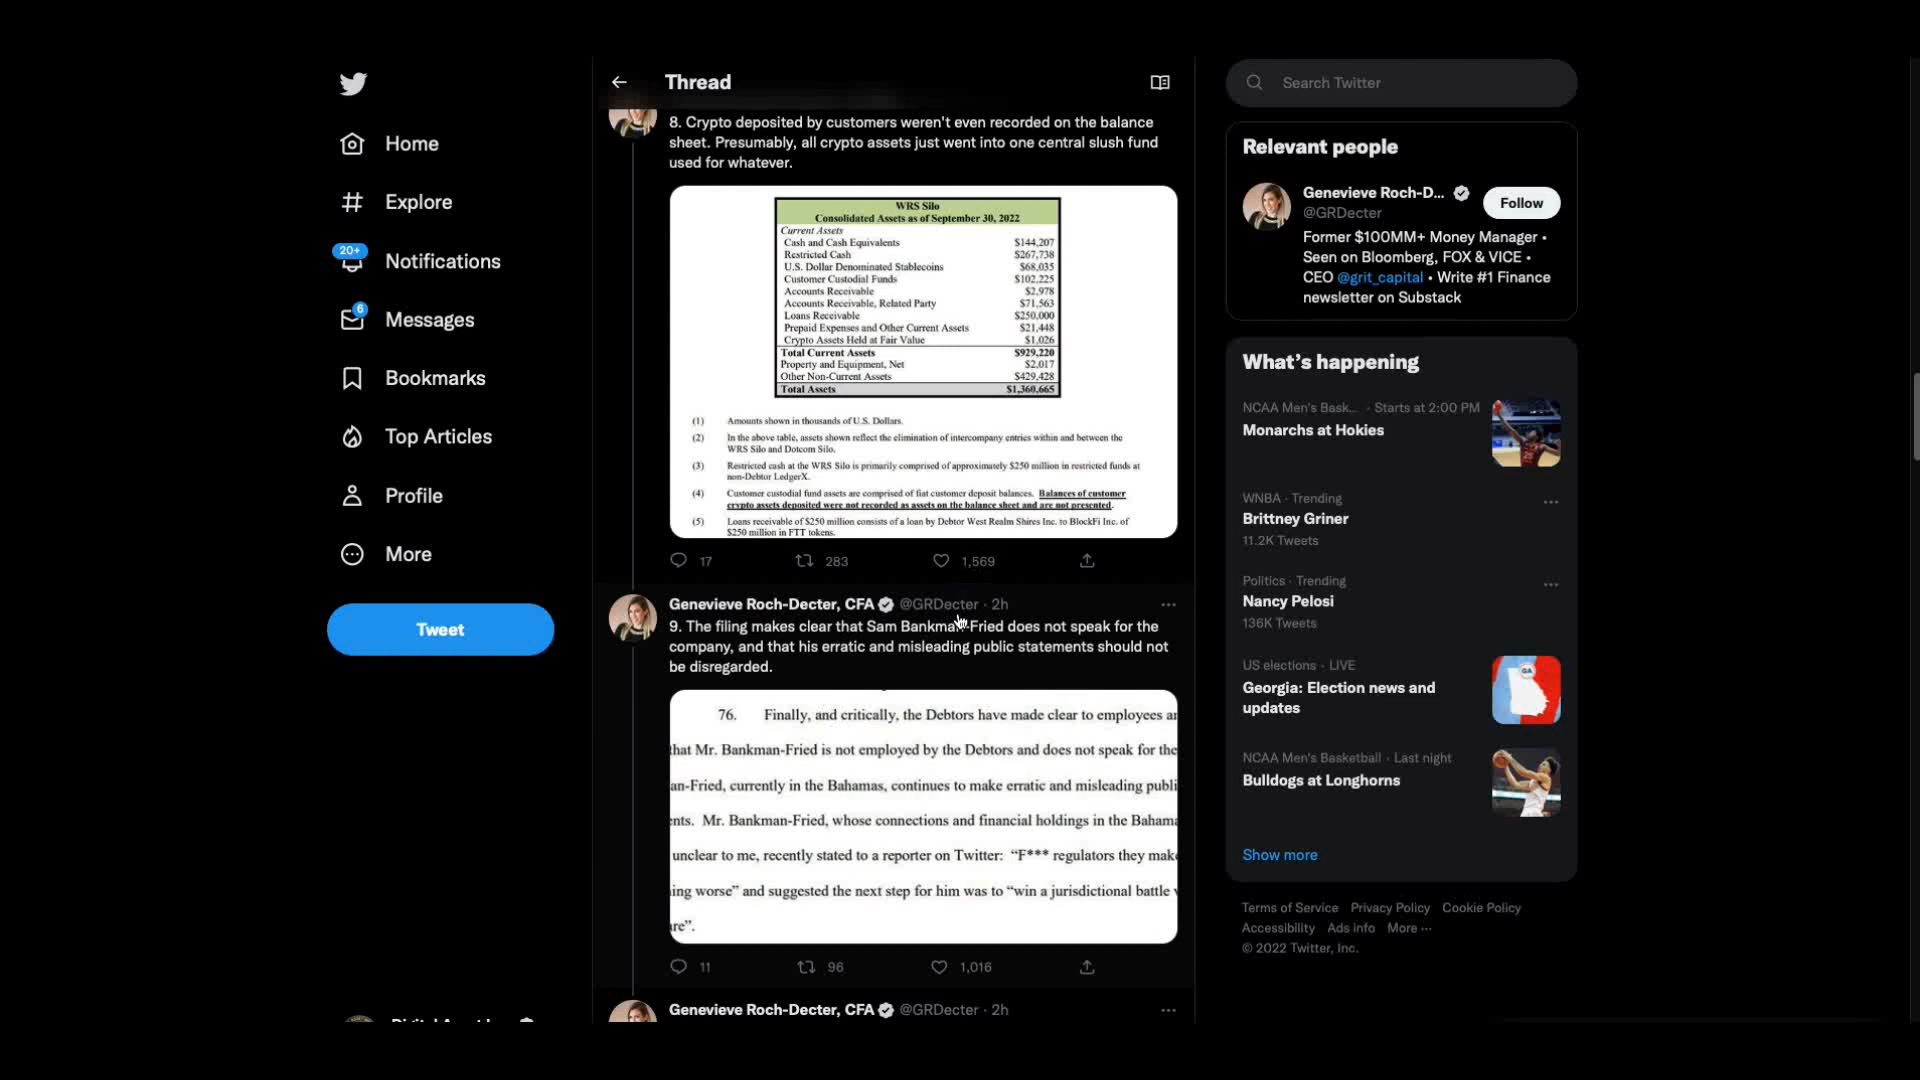 Home
Explore
20+
Notifications
6
Messages
Bookmarks
Top Articles
Profile
More
Tweet
Thread
8. Crypto deposited by customers weren't even recorded on the balance
sheet. Presumably, all crypto assets just went into one central slush fund
used for whatever.
WRS Silo
Consolidated Assets as of September 30, 2022
Current Assets
Cash and Cash Equivalents $144,207
Restricted Cash $267,738
U.S. Dollar Denominated Stablecoins $68,035
Customer Custodial Funds $102,225
Accounts Receivable $2,978
Accounts Receivable, Related Party $71,563
Loans Receivable $250,000
Prepaid Expenses and Other Current Assets $21,448
Crypto Assets Held at Fair Value $1,026
Total Current Assets $929,220
Property and Equipment, Net $2,017
Other Non-Current Assets $429,428
Total Assets $1,360,665
(1) Amounts shown in thousands of U.S. Dollars.
(2) In the above table, assets shown reflect the elimination of intercompany entries within and between the
WRS Silo and Dotcom Silo.
(3) Restricted cash at the WRS Silo is primarily comprised of approximately $250 million in restricted funds at
non-Debtor LedgerX.
(4) Customer custodial fund assets are comprised of fiat customer deposit balances. Balances of customer
crypto assets deposited were not recorded as assets on the balance sheet and are not presented.
(5) Loans receivable of $250 million consists of a loan by Debtor West Realm Shires Inc. to BlockFi Inc. of
$250 million in FTT tokens.
17 283 1,569
Genevieve Roch-Decter, CFA @GRDecter · 2h
9. The filing makes clear that Sam Bankman-Fried does not speak for the
company, and that his erratic and misleading public statements should not
be disregarded.
76. Finally, and critically, the Debtors have made clear to employees
that Mr. Bankman-Fried is not employed by the Debtors and does not speak for the
an-Fried, currently in the Bahamas, continues to make erratic and misleading publi
ents. Mr. Bankman-Fried, whose connections and financial holdings in the Bahama
unclear to me, recently stated to a reporter on Twitter: “F*** regulators they make
ing worse” and suggested the next step for him was to “win a jurisdictional battle
re”.
11 96 1,016
Genevieve Roch-Decter, CFA @GRDecter · 2h
Search Twitter
Relevant people
Genevieve Roch-D...
@GRDecter
Follow
Former $100MM+ Money Manager •
Seen on Bloomberg, FOX & VICE •
CEO @grit_capital • Write #1 Finance
newsletter on Substack
What’s happening
NCAA Men's Bask... · Starts at 2:00 PM
Monarchs at Hokies
WNBA · Trending
Brittney Griner
11.2K Tweets
Politics · Trending
Nancy Pelosi
136K Tweets
US elections · LIVE
Georgia: Election news and
updates
GA
NCAA Men's Basketball · Last night
Bulldogs at Longhorns
Show more
Terms of Service Privacy Policy Cookie Policy
Accessibility Ads info More ···
© 2022 Twitter, Inc.